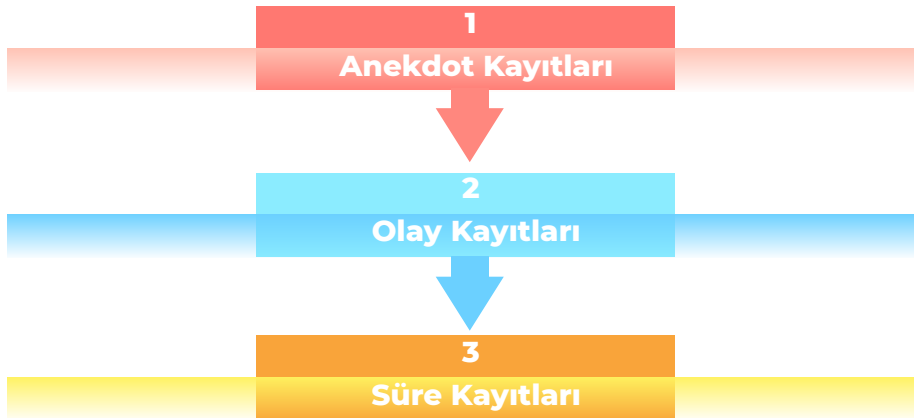 1
Anekdot Kayıtları
2
Olay Kayıtları
3
Süre Kayıtları